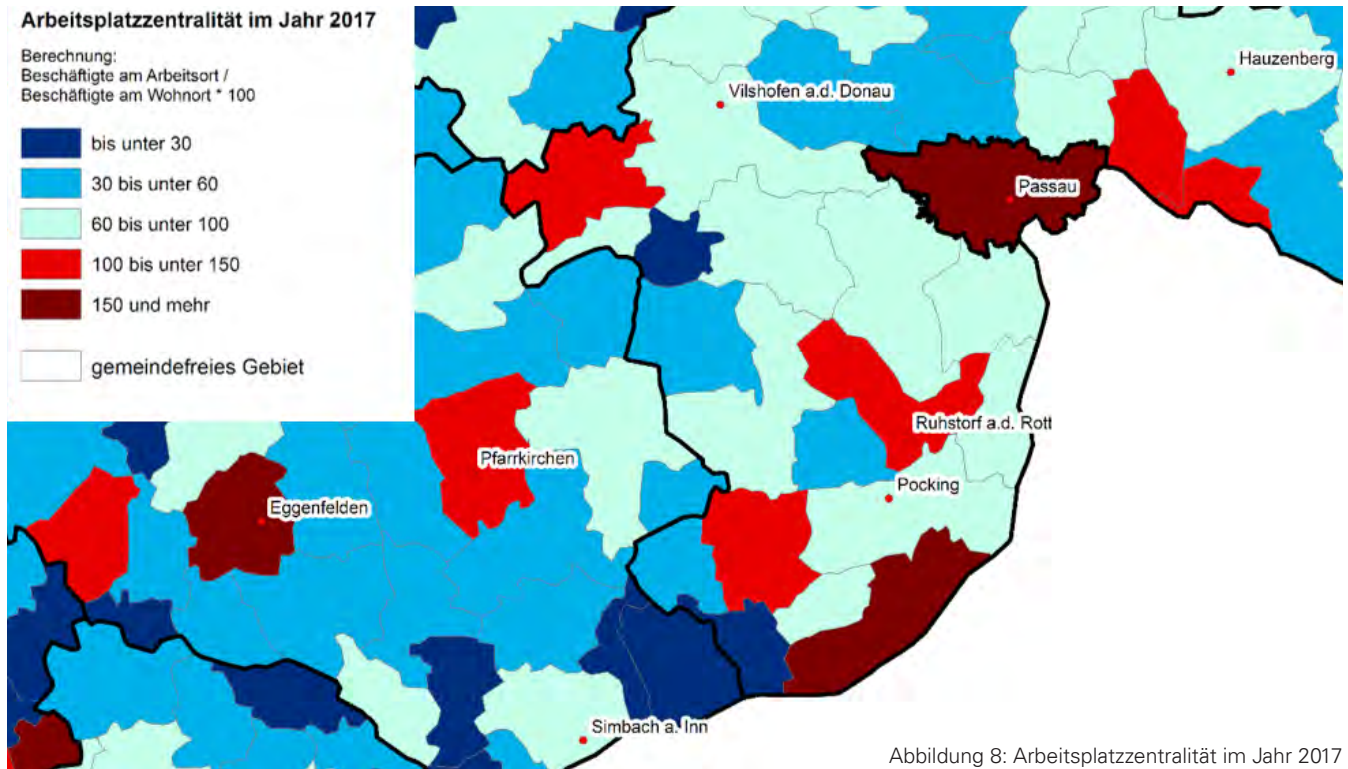 Arbeitsplatzzentralität im Jahr 2017
Berechnung:
Beschäftigte am Arbeitsort /
Beschäftigte am Wohnort * 100
bis unter 30
30 bis unter 60
60 bis unter 100
100 bis unter 150
150 und mehr
gemeindefreies Gebiet
Hauzenberg
Vilshofen a.d. Donau
Passau
Ruhstorf a.d. Rott
Pfarrkirchen
Pocking
Eggenfelden
Simbach a. Inn
Abbildung 8: Arbeitsplatzzentralität im Jahr 2017